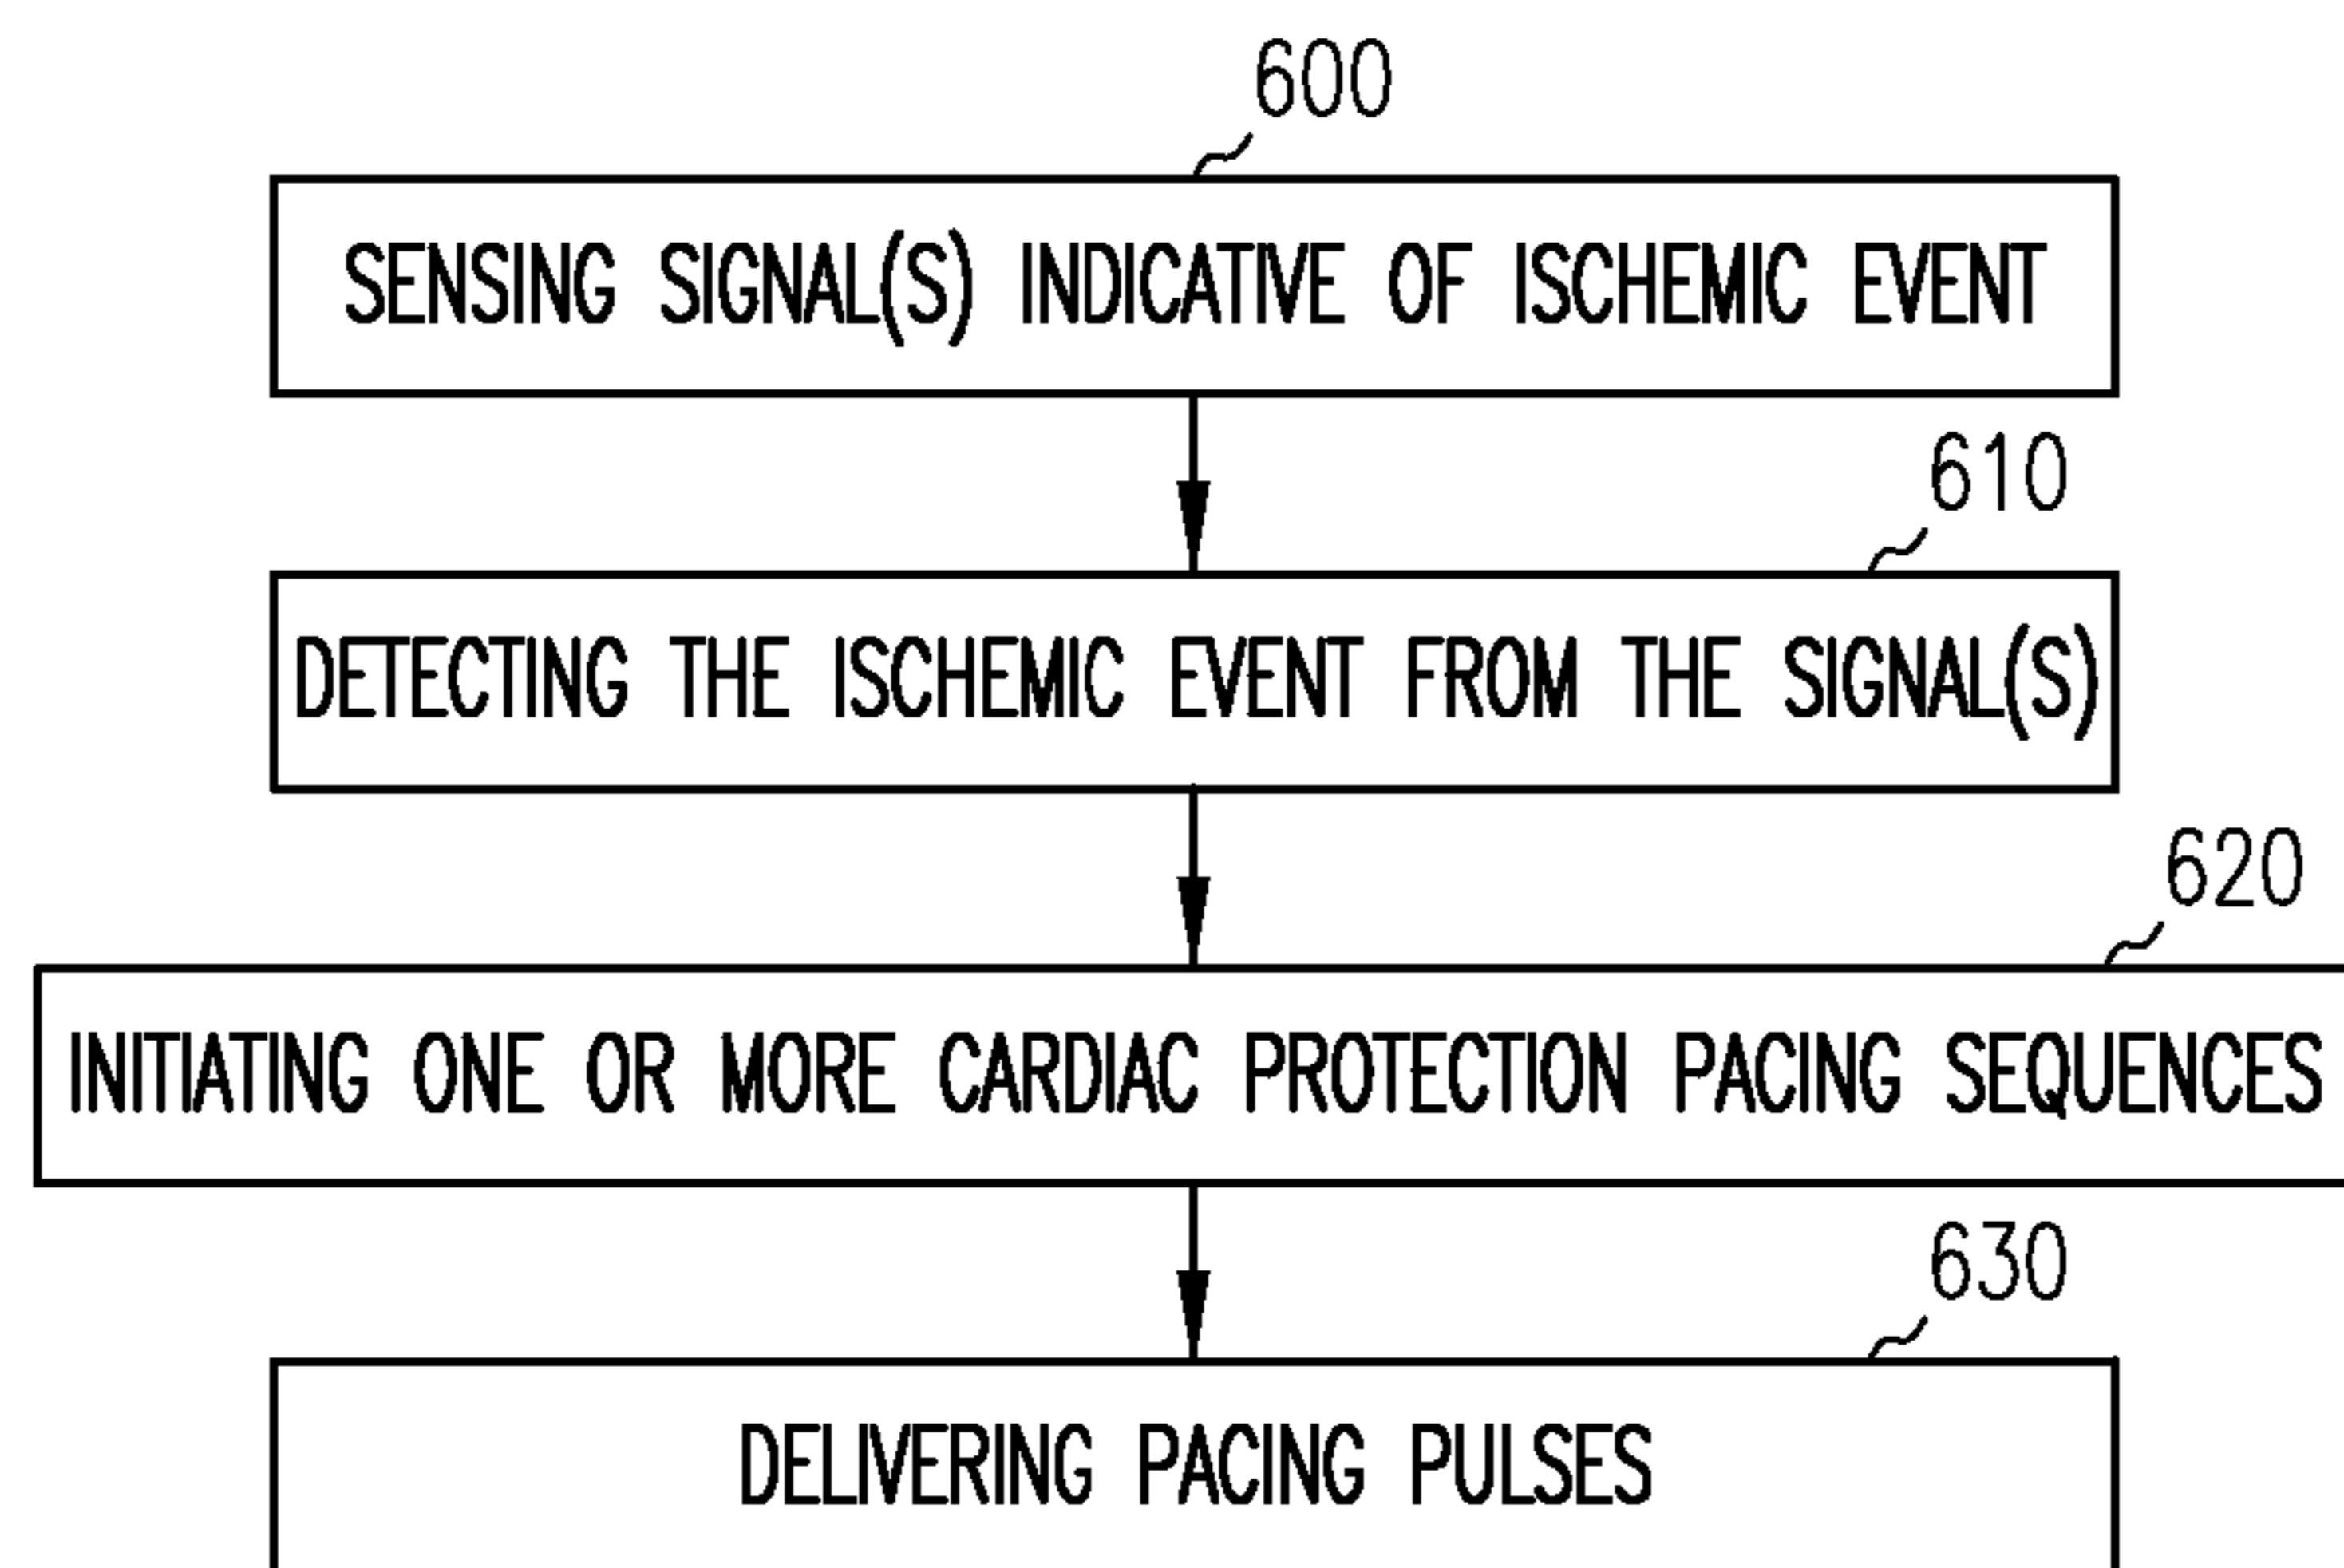 600
SENSING SIGNAL(S) INDICATIVE OF ISCHEMIC EVENT
610
DETECTING THE ISCHEMIC EVENT FROM THE SIGNAL(S)
620
INITIATING ONE OR MORE CARDIAC PROTECTION PACING SEQUENCES
630
DELIVERING PACING PULSES